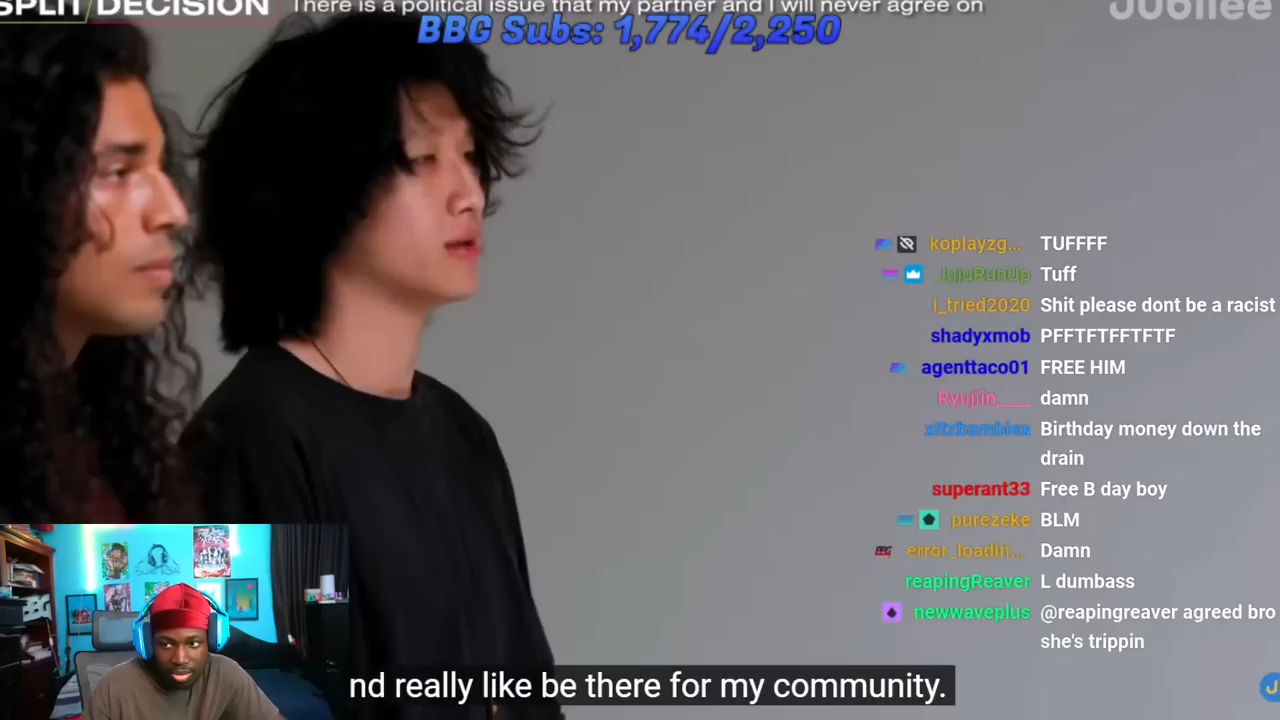 SPLIT DECISION
There is a political issue that my partner and I will never agree on
JUbilee
BBG Subs: 1,774/2,250
koplayzg... TUFFFF
JujuRunUp Tuff
i_tried2020 Shit please dont be a racist
shadyxmob PFFTFTFFTFTF
agenttaco01 FREE HIM
Ryujin____ damn
Birthday money down the
drain
superant33 Free B day boy
purezeke BLM
BBG error_loadin... Damn
reapingReaver L dumbass
newwaveplus @reapingreaver agreed bro
she's trippin
nd really like be there for my community.